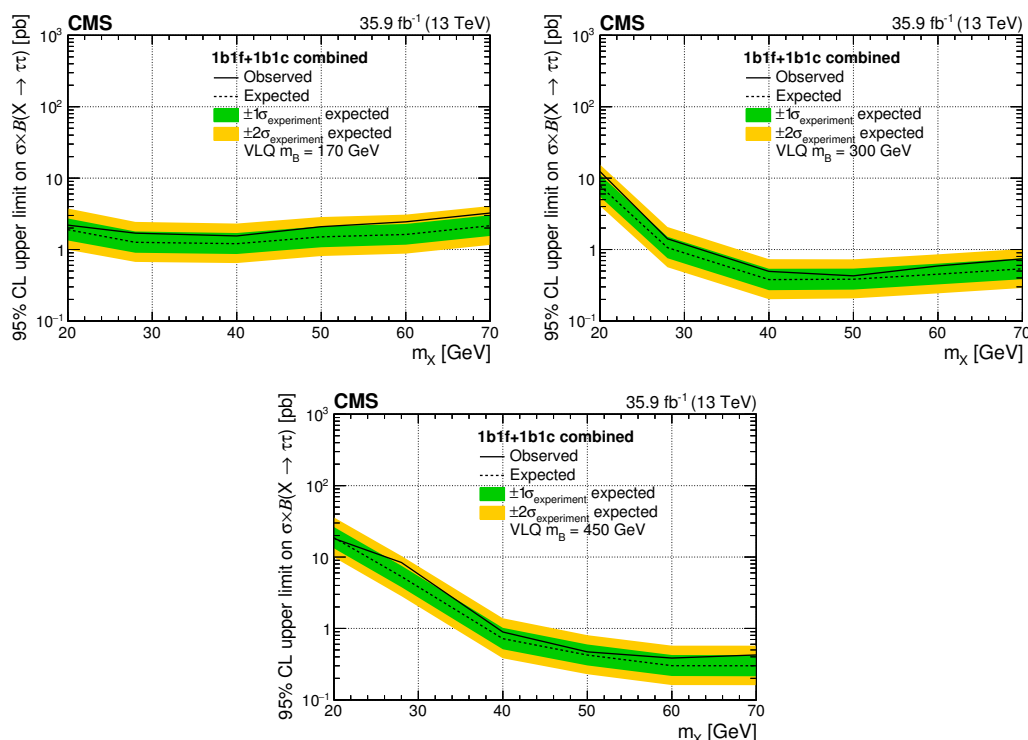 CMS 35.9 fb⁻¹ (13 TeV)
95% CL upper limit on σ×B(X → ττ) [pb]
10³
10²
10
1
10⁻¹
1b1f+1b1c combined
Observed
Expected
±1σexperiment expected
±2σexperiment expected
VLQ m_B = 170 GeV
20 30 40 50 60 70
m_X [GeV]
CMS 35.9 fb⁻¹ (13 TeV)
95% CL upper limit on σ×B(X → ττ) [pb]
10³
10²
10
1
10⁻¹
1b1f+1b1c combined
Observed
Expected
±1σexperiment expected
±2σexperiment expected
VLQ m_B = 300 GeV
20 30 40 50 60 70
m_X [GeV]
CMS 35.9 fb⁻¹ (13 TeV)
95% CL upper limit on σ×B(X → ττ) [pb]
10³
10²
10
1
10⁻¹
1b1f+1b1c combined
Observed
Expected
±1σexperiment expected
±2σexperiment expected
VLQ m_B = 450 GeV
20 30 40 50 60 70
m_X [GeV]